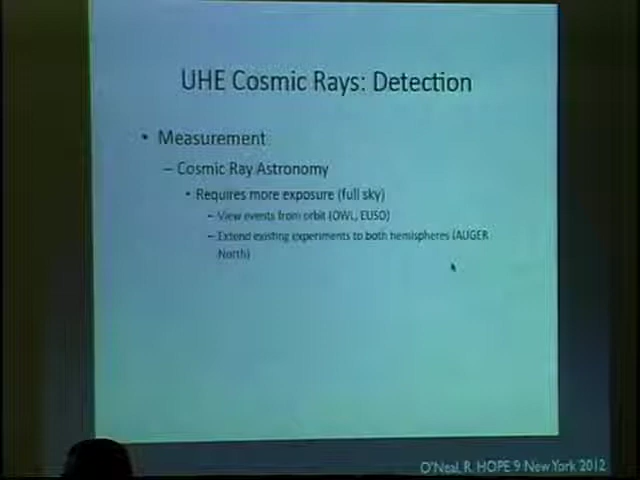 UHE Cosmic Rays: Detection
• Measurement
– Cosmic Ray Astronomy
• Requires more exposure (full sky)
– View events from orbit (OWL, EUSO)
– Extend existing experiments to both hemispheres (AUGER
North)
O'Neal, R. HOPE 9 New York 2012